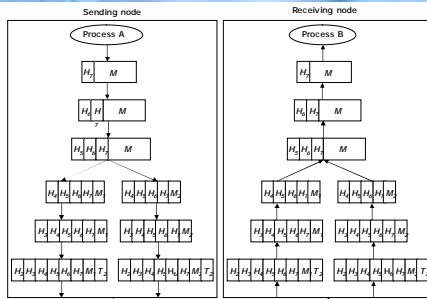 Sending node
Receiving node
Process A
Process B
H7 M
H7 M
H6 H7 M
H6 H7 M
H5 H6 H7 M
H5 H6 H7 M
H4 H5 H6 H7 M1
H4 H5 H6 H7 M2
H4 H5 H6 H7 M1
H4 H5 H6 H7 M2
H3 H4 H5 H6 H7 M1
H3 H4 H5 H6 H7 M2
H3 H4 H5 H6 H7 M1
H3 H4 H5 H6 H7 M2
H2 H3 H4 H5 H6 H7 M1 T2
H2 H3 H4 H5 H6 H7 M2 T2
H2 H3 H4 H5 H6 H7 M1 T2
H2 H3 H4 H5 H6 H7 M2 T2